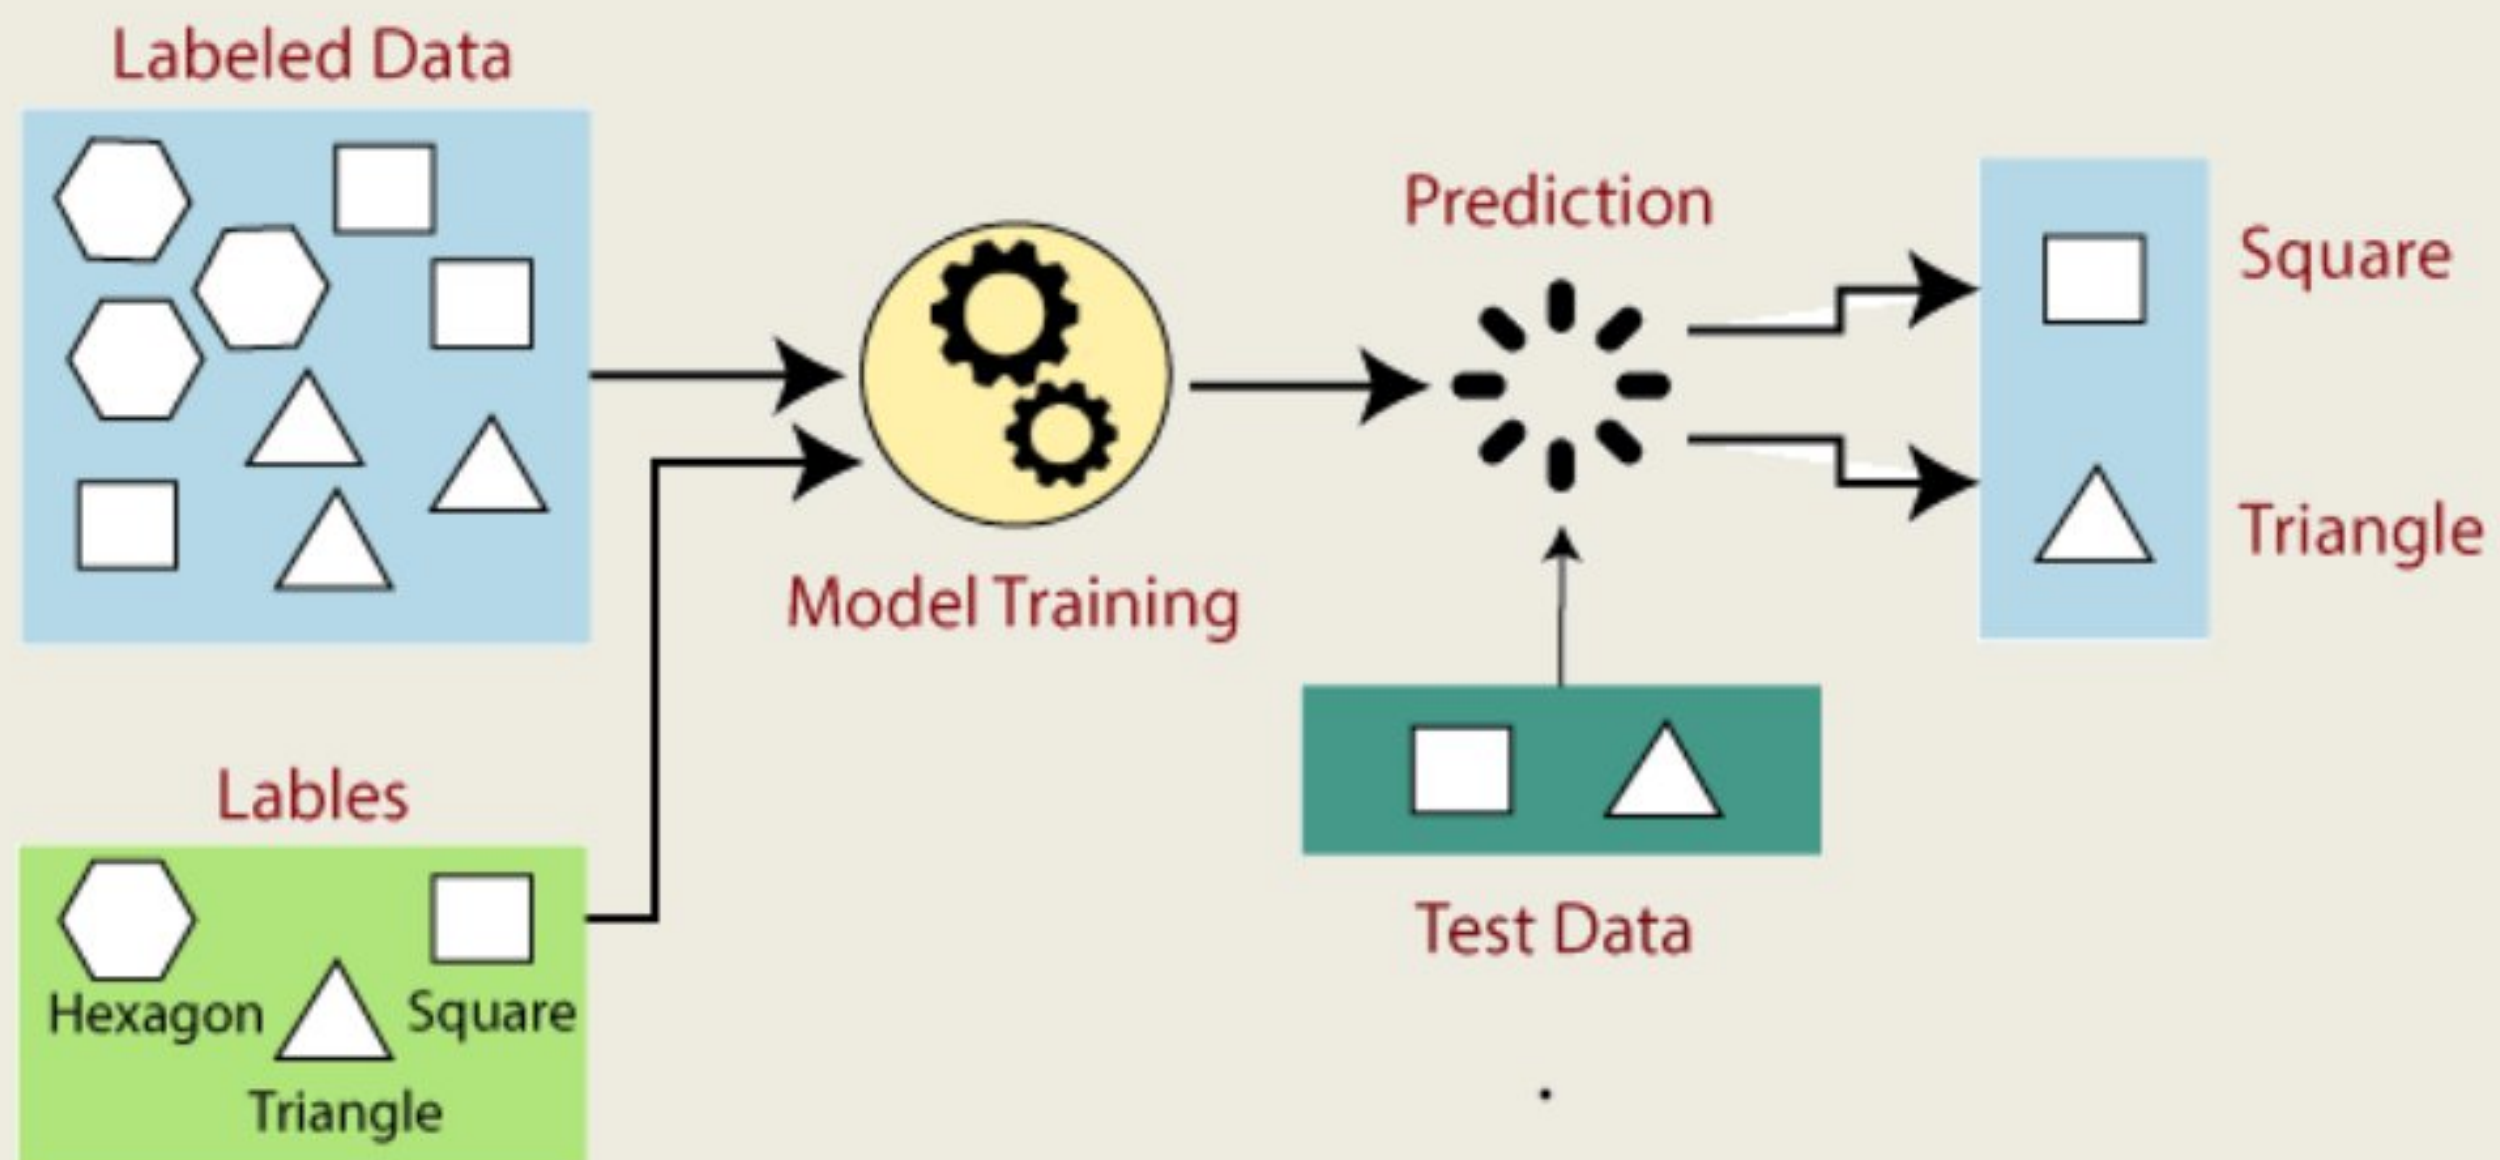 Labeled Data
Prediction
Square
Triangle
Model Training
Lables
Hexagon
Square
Triangle
Test Data